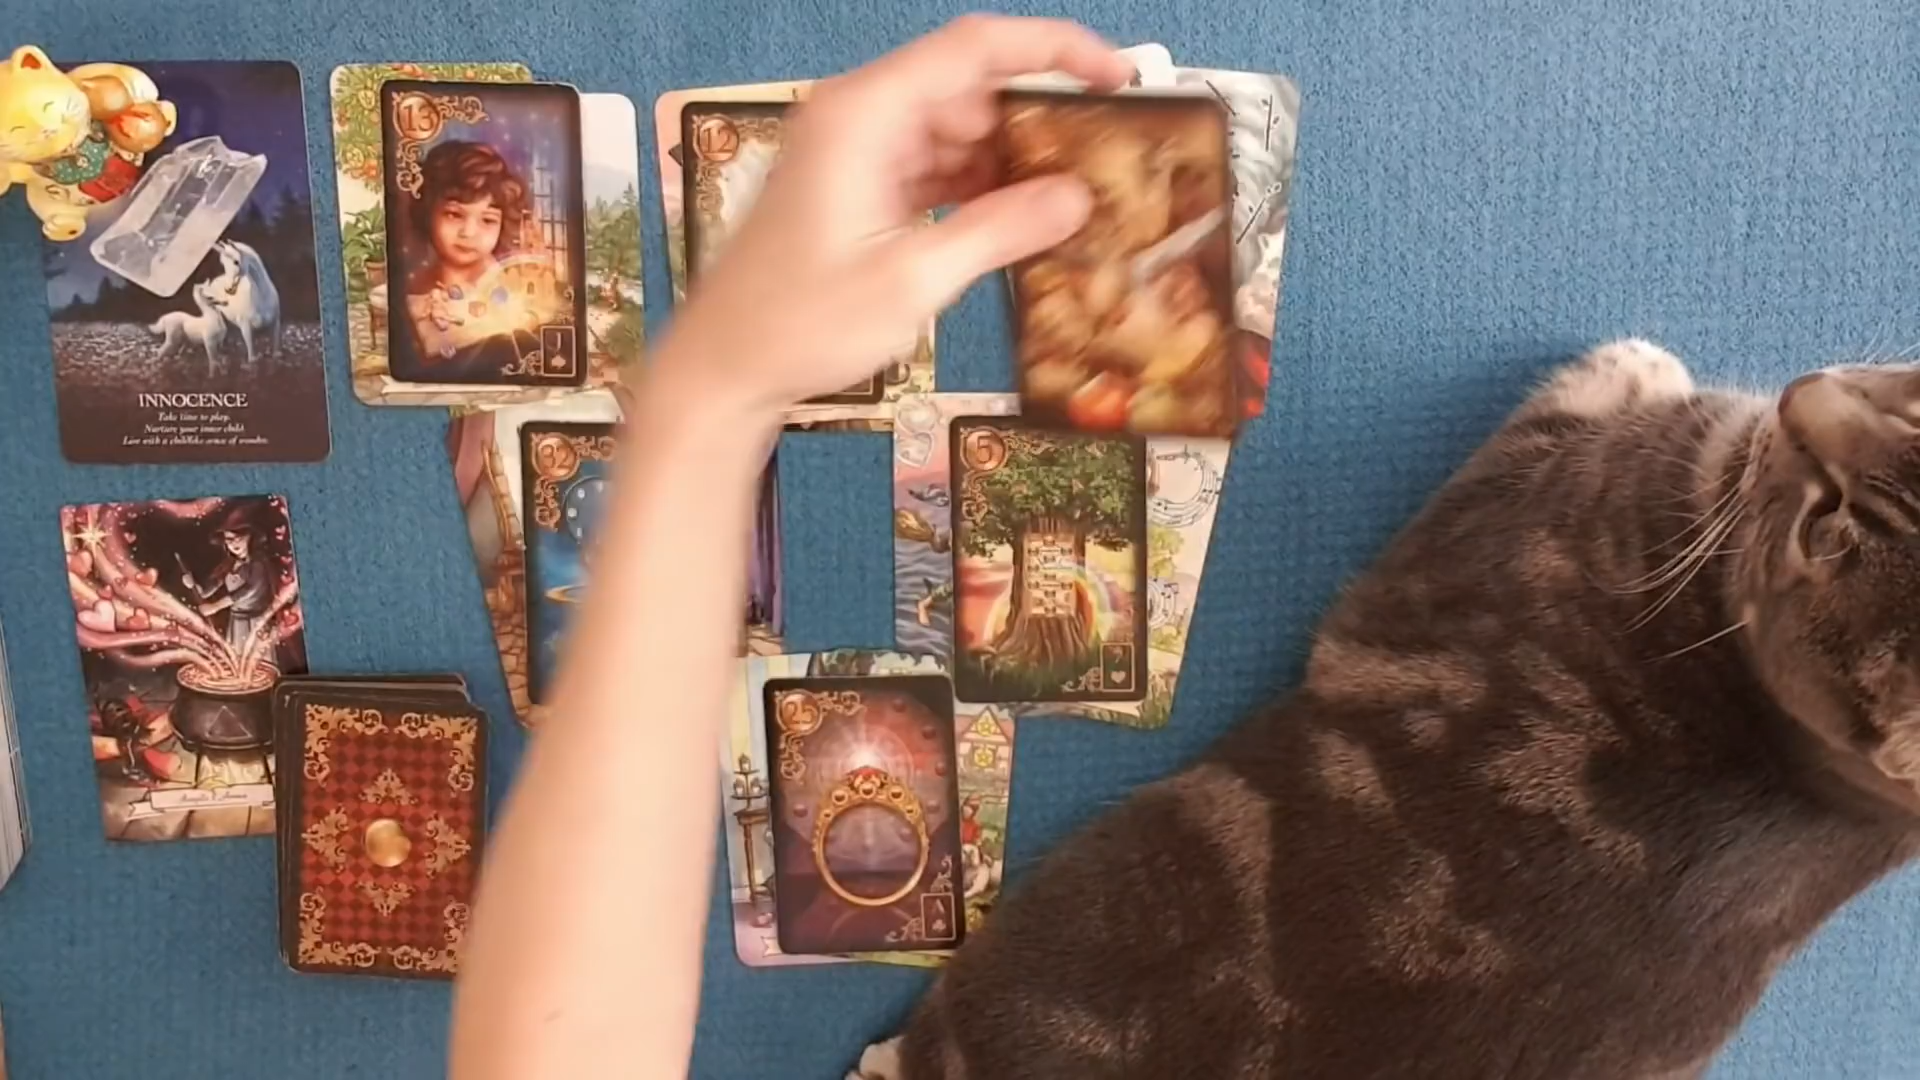 INNOCENCE
Take time to play.
Nurture your inner child.
Live with a childlike sense of wonder.
13
J
12
32
5
7
25
A